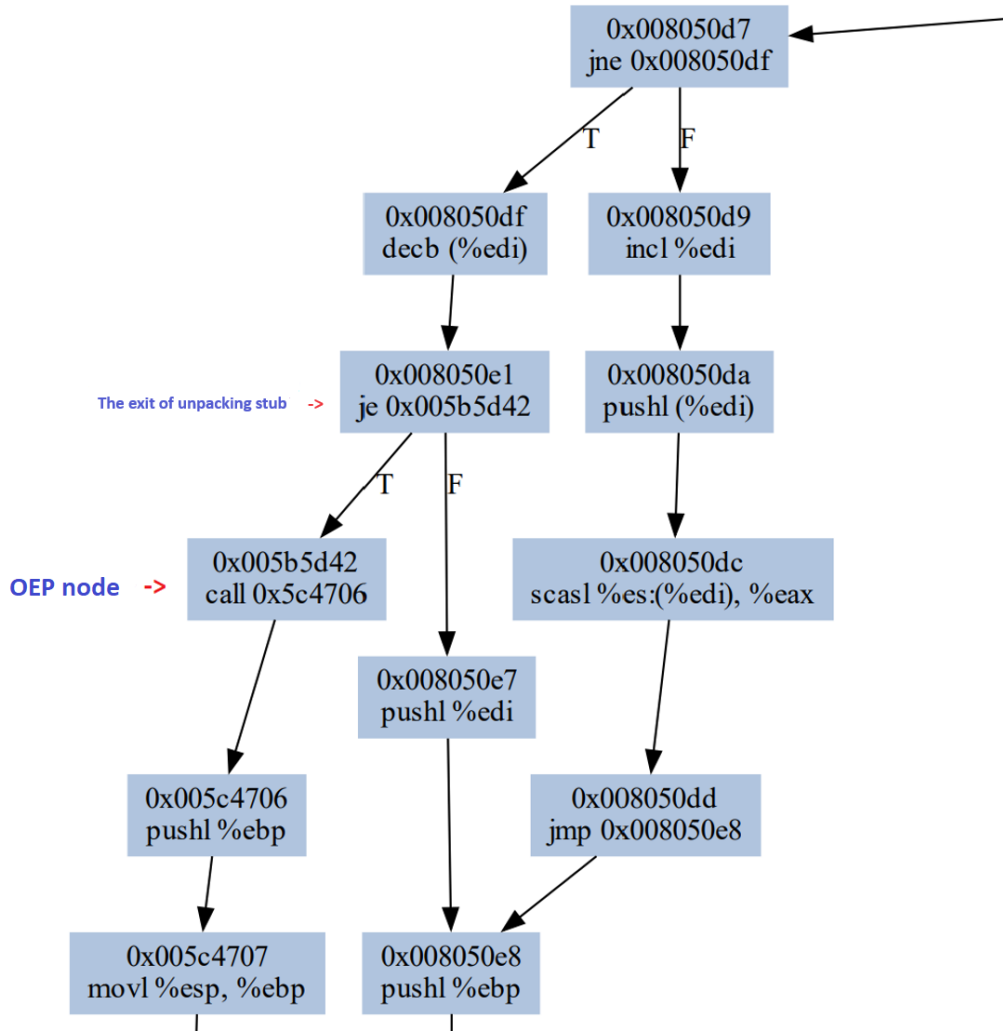 0x008050d7
jne 0x008050df
T
F
0x008050df
decb (%edi)
0x008050d9
incl %edi
The exit of unpacking stub ->
0x008050e1
je 0x005b5d42
0x008050da
pushl (%edi)
T
F
OEP node ->
0x005b5d42
call 0x5c4706
0x008050dc
scasl %es:(%edi), %eax
0x008050e7
pushl %edi
0x005c4706
pushl %ebp
0x008050dd
jmp 0x008050e8
0x005c4707
movl %esp, %ebp
0x008050e8
pushl %ebp